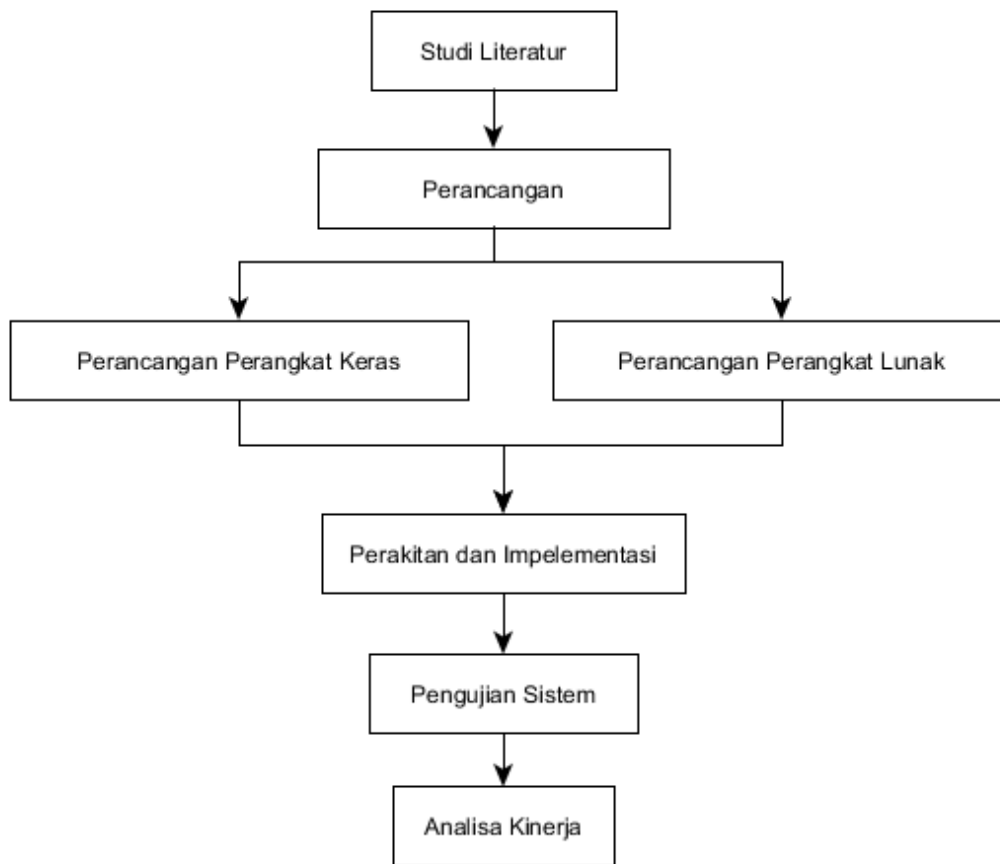 Studi Literatur
Perancangan
Perancangan Perangkat Keras
Perancangan Perangkat Lunak
Perakitan dan Impelementasi
Pengujian Sistem
Analisa Kinerja